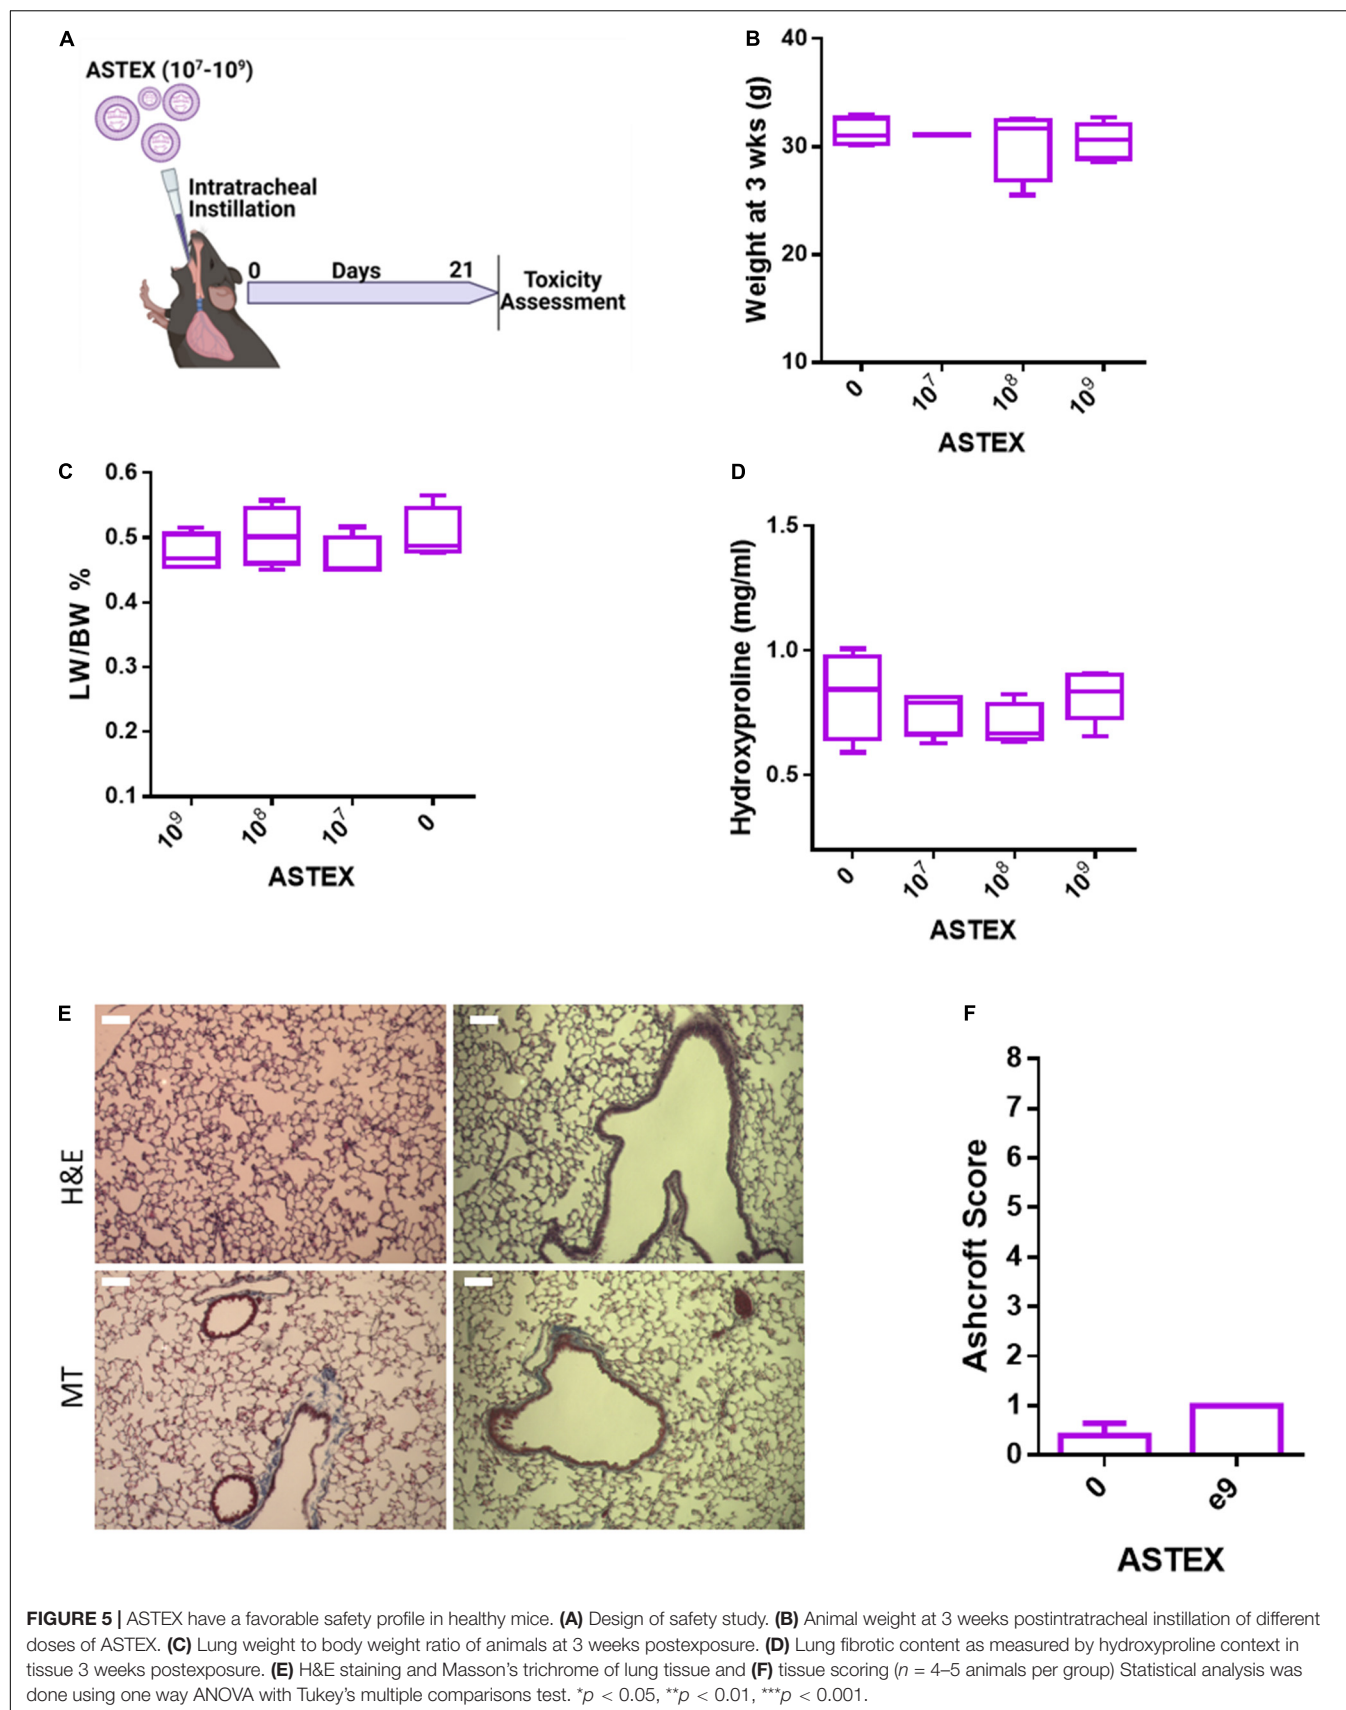 A
ASTEX (10⁷-10⁹)
Intratracheal
Instillation
0 Days 21
Toxicity
Assessment
B
Weight at 3 wks (g)
40
30
20
10
0 10⁷ 10⁸ 10⁹
ASTEX
C
LW/BW %
0.6
0.5
0.4
0.3
0.2
0.1
10⁹ 10⁸ 10⁷ 0
ASTEX
D
Hydroxyproline (mg/ml)
1.5
1.0
0.5
0 10⁷ 10⁸ 10⁹
ASTEX
E
H&E
MT
F
Ashcroft Score
8
7
6
5
4
3
2
1
0
0 e9
ASTEX
FIGURE 5 | ASTEX have a favorable safety profile in healthy mice. (A) Design of safety study. (B) Animal weight at 3 weeks postintratracheal instillation of different
doses of ASTEX. (C) Lung weight to body weight ratio of animals at 3 weeks postexposure. (D) Lung fibrotic content as measured by hydroxyproline context in
tissue 3 weeks postexposure. (E) H&E staining and Masson's trichrome of lung tissue and (F) tissue scoring (n = 4–5 animals per group) Statistical analysis was
done using one way ANOVA with Tukey's multiple comparisons test. *p < 0.05, **p < 0.01, ***p < 0.001.